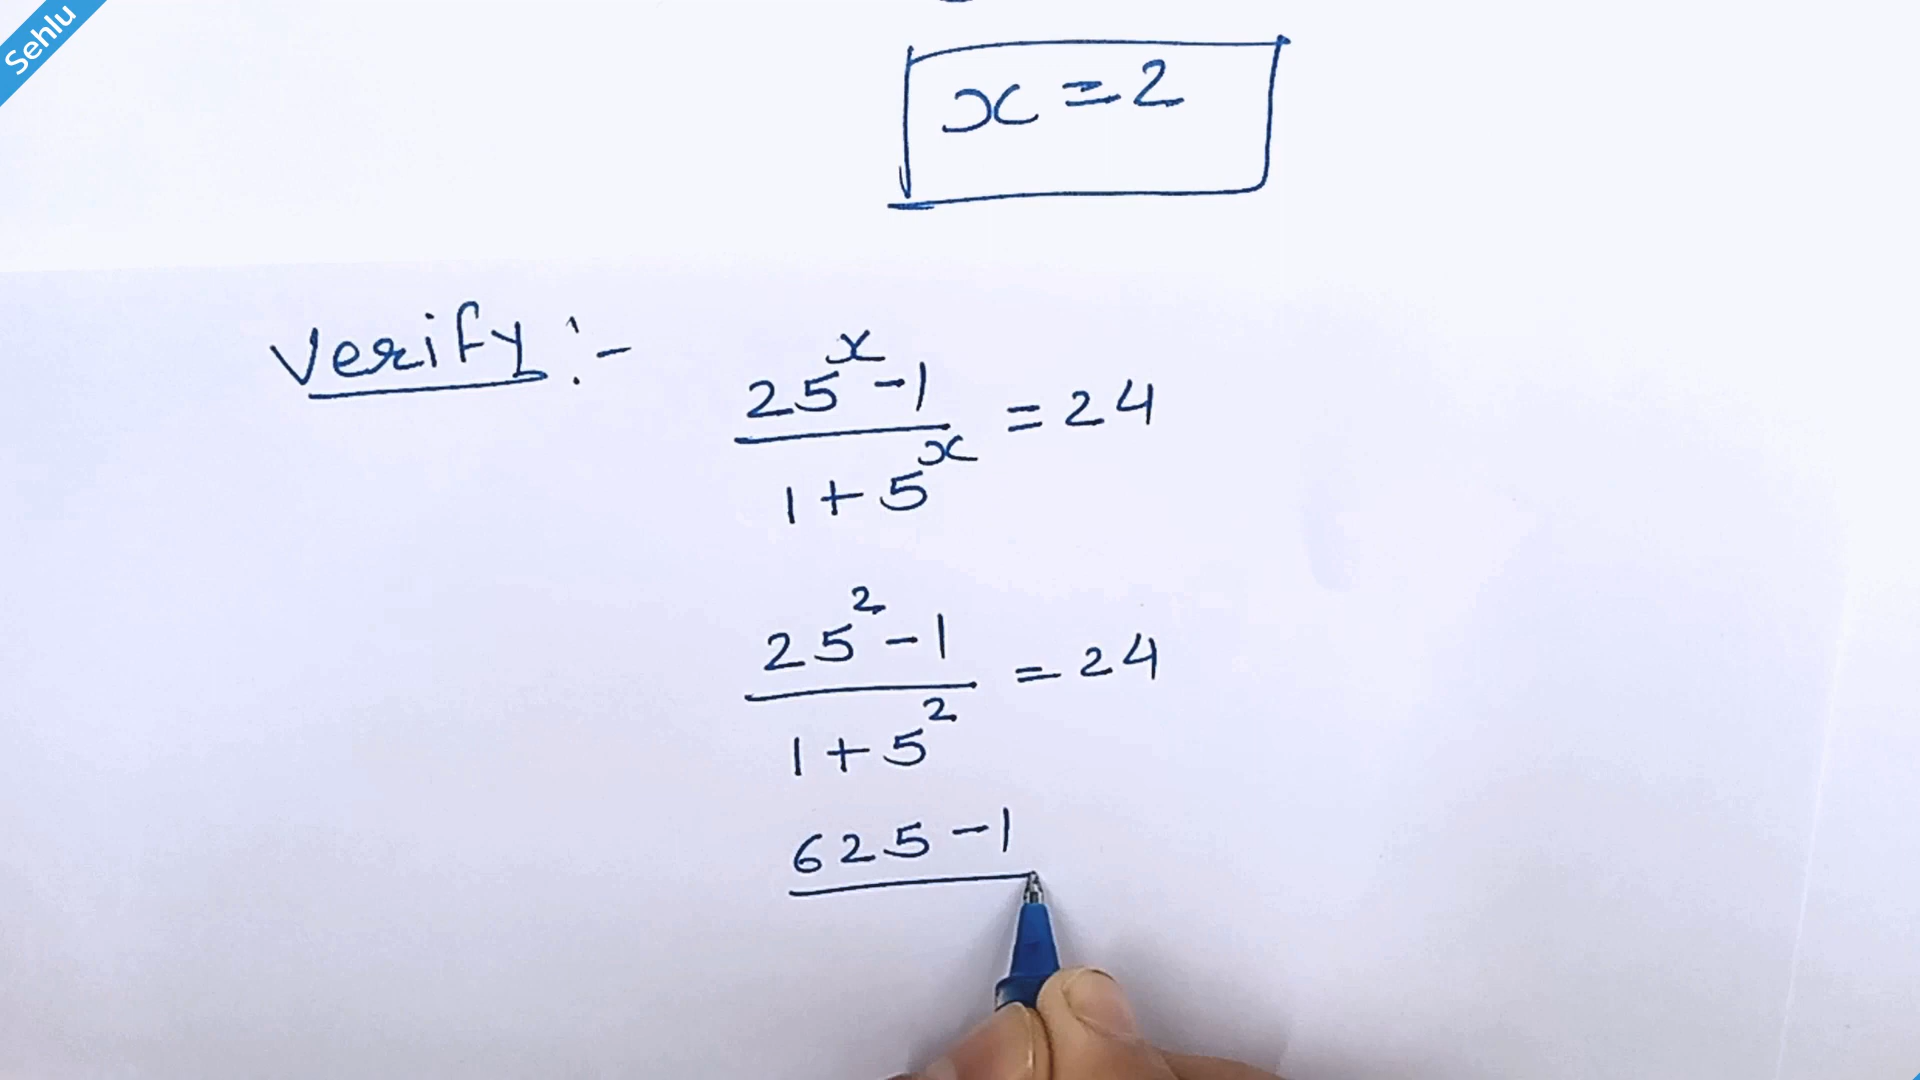 Sehlu
x = 2
Verify :-
25^x - 1
―――― = 24
1 + 5^x
25^2 - 1
―――― = 24
1 + 5^2
625 - 1
――――